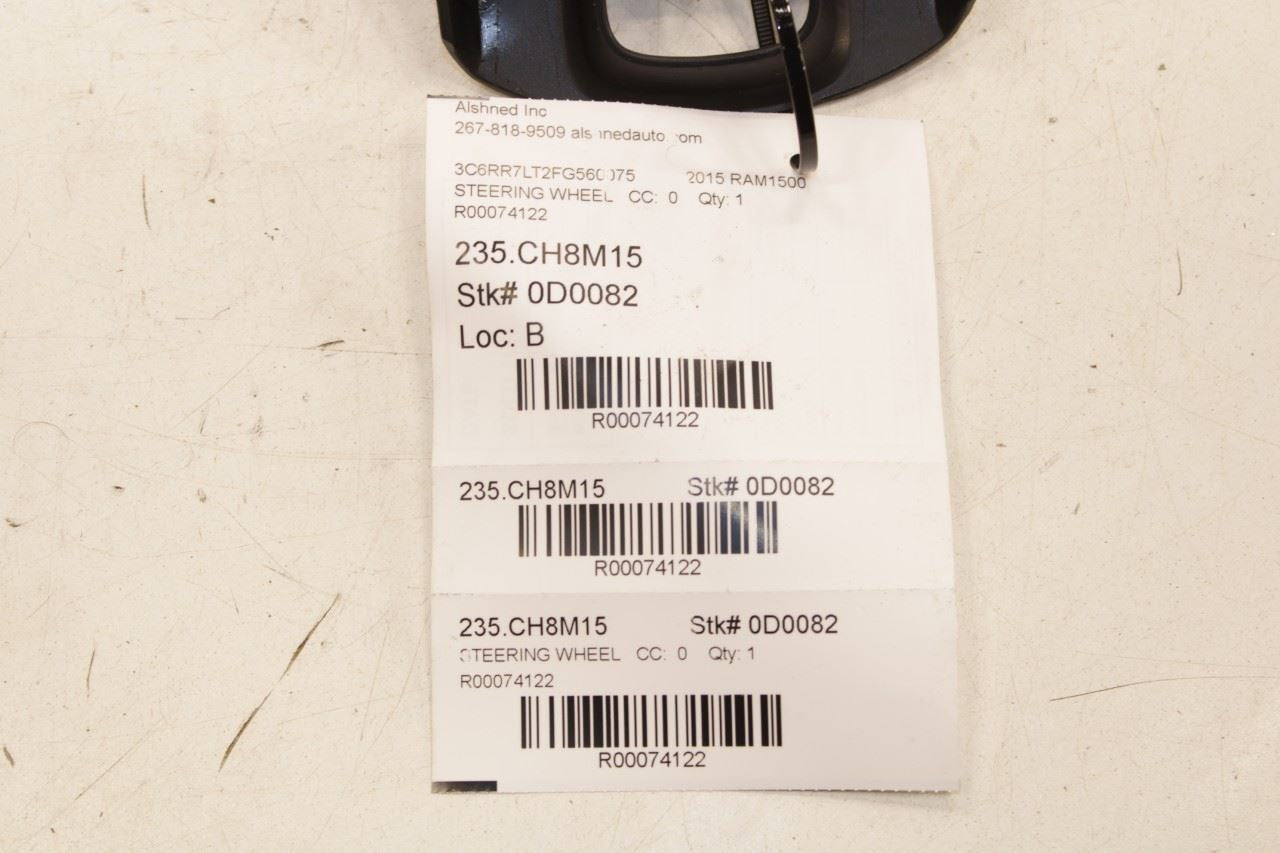 Alshned Inc
267-818-9509
3C6RR7LT2FG560075 2015 RAM1500
STEERING WHEEL CC: 0 Qty: 1
R00074122
235.CH8M15
Stk# 0D0082
Loc: B
R00074122
235.CH8M15 Stk# 0D0082
R00074122
235.CH8M15 Stk# 0D0082
STEERING WHEEL CC: 0 Qty: 1
R00074122
R00074122